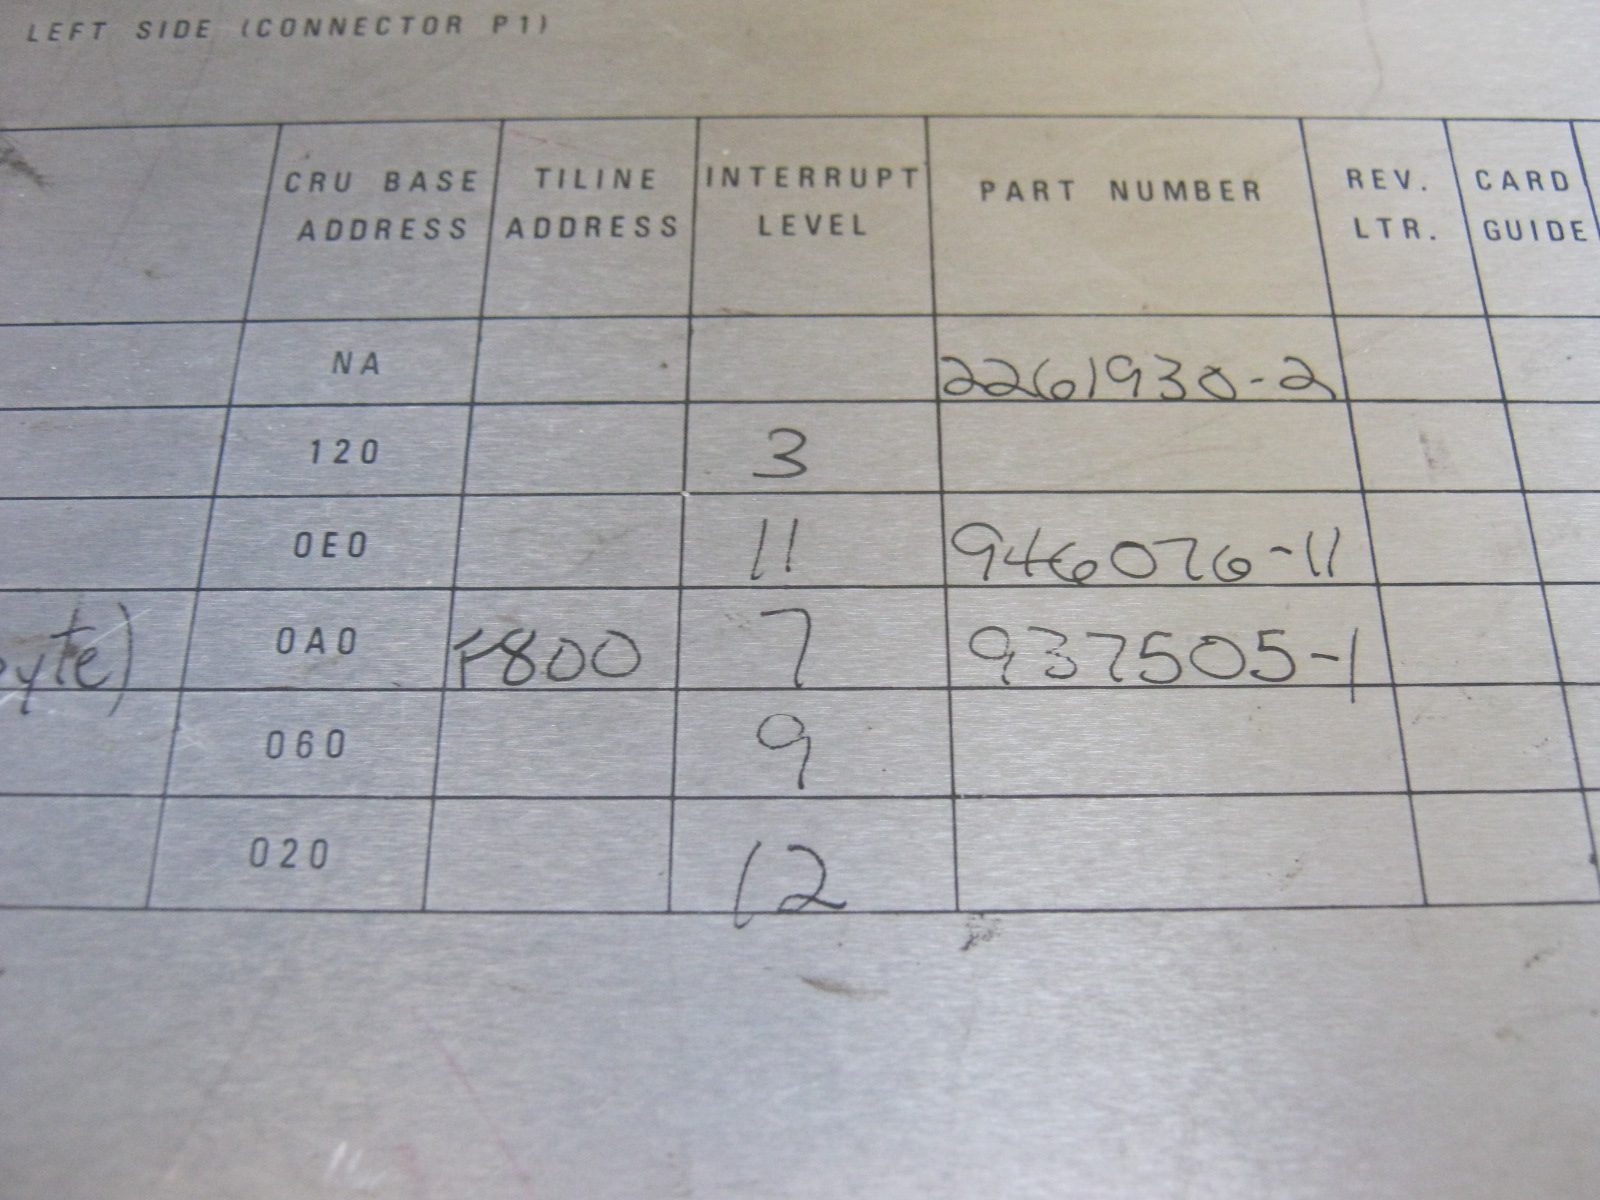 LEFT SIDE (CONNECTOR P1)
CRU BASE ADDRESS TILINE ADDRESS INTERRUPT LEVEL PART NUMBER REV. LTR. CARD GUIDE
NA 2261930-2
120 3
0E0 11 946076-11
yte) 0A0 F800 7 937505-1
060 9
020 12